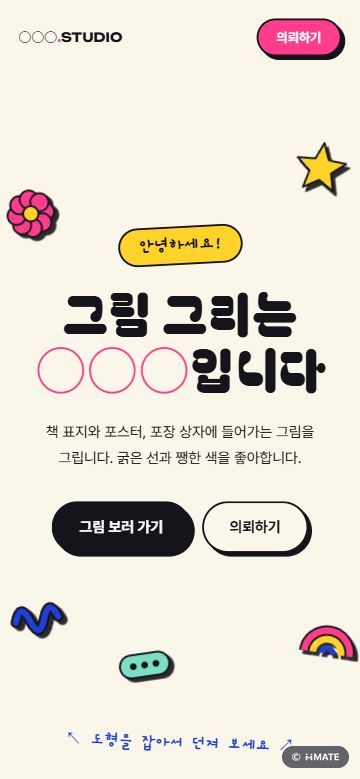 ○○○.STUDIO
의뢰하기
안녕하세요!
그림 그리는
○○○입니다
책 표지와 포스터, 포장 상자에 들어가는 그림을
그립니다. 굵은 선과 쨍한 색을 좋아합니다.
그림 보러 가기
의뢰하기
↖ 도형을 잡아서 던져 보세요 ↗
© HMATE